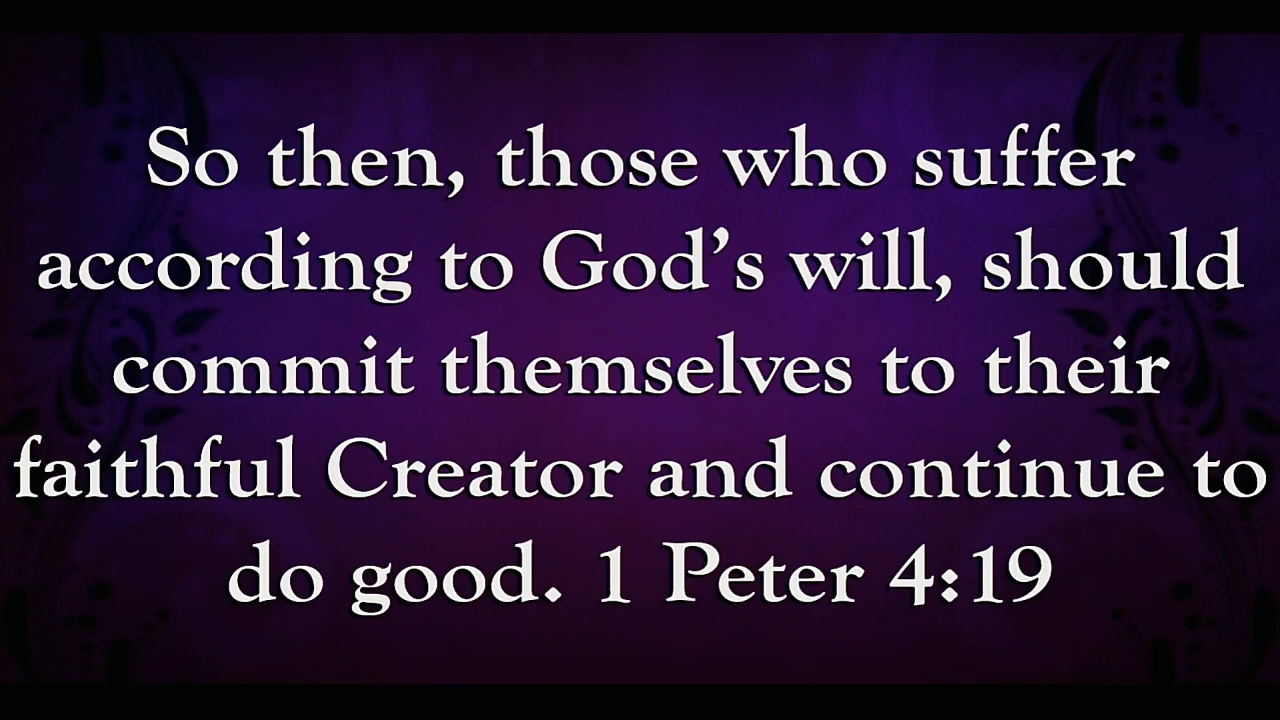 So then, those who suffer
according to God’s will, should
commit themselves to their
faithful Creator and continue to
do good. 1 Peter 4:19